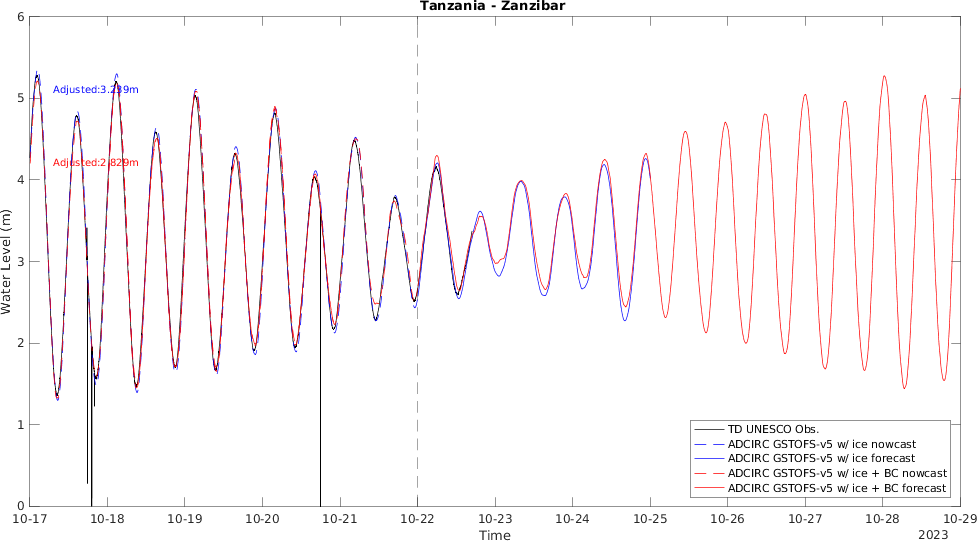 Tanzania - Zanzibar
6
5
4
3
2
1
0
Water Level (m)
Adjusted:3.239m
Adjusted:2.829m
TD UNESCO Obs.
ADCIRC GSTOFS-v5 w/ ice nowcast
ADCIRC GSTOFS-v5 w/ ice forecast
ADCIRC GSTOFS-v5 w/ ice + BC nowcast
ADCIRC GSTOFS-v5 w/ ice + BC forecast
10-17 10-18 10-19 10-20 10-21 10-22 10-23 10-24 10-25 10-26 10-27 10-28 10-29
Time
2023